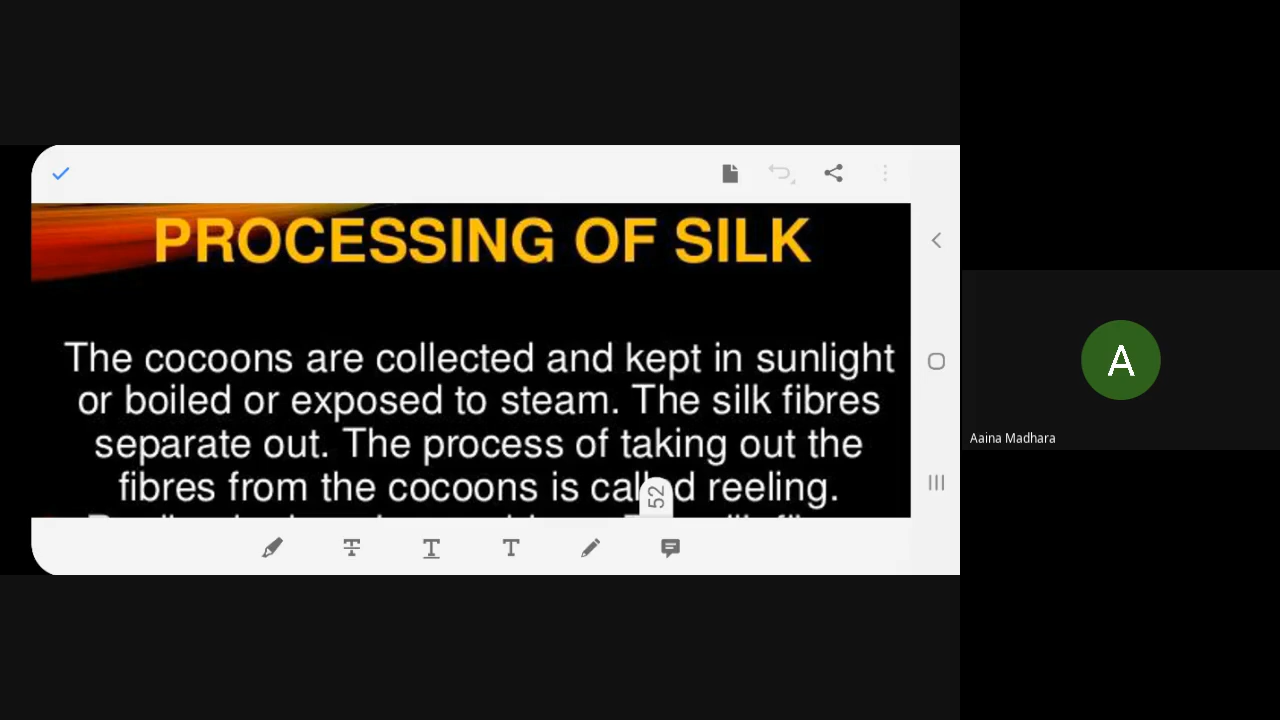 PROCESSING OF SILK
The cocoons are collected and kept in sunlight
or boiled or exposed to steam. The silk fibres
separate out. The process of taking out the
fibres from the cocoons is called reeling.
52
T
A
Aaina Madhara